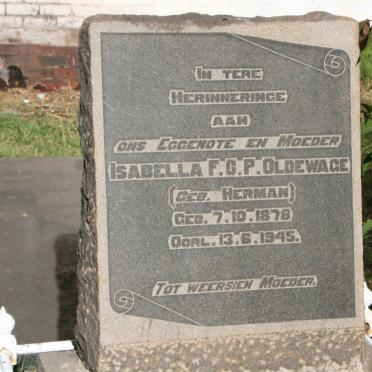 IN TERE
HERINNERINGE
AAN
ONS EGGENOTE EN MOEDER
ISABELLA F.G.P. OLDEWAGE
(GEB. HERMAN)
GEB. 7.10.1878
OORL. 13.6.1945.
TOT WEERSIEN MOEDER.